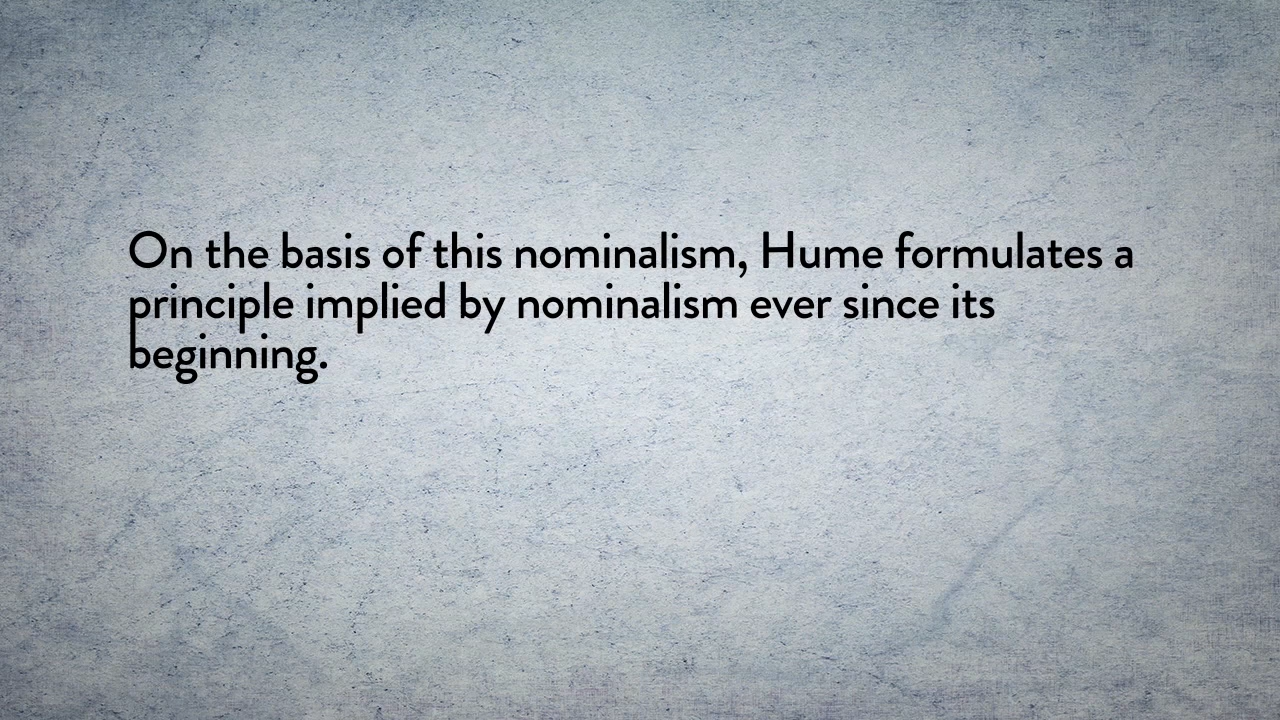 On the basis of this nominalism, Hume formulates a
principle implied by nominalism ever since its
beginning.